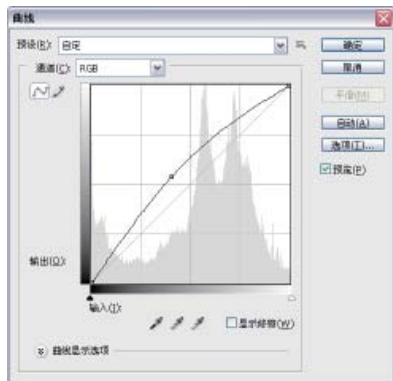 曲线
预设(R): 自定
确定
通道(C): RGB
取消
平滑(M)
自动(A)
选项(T)...
预览(P)
输出(O):
输入(I):
显示修剪(W)
曲线显示选项